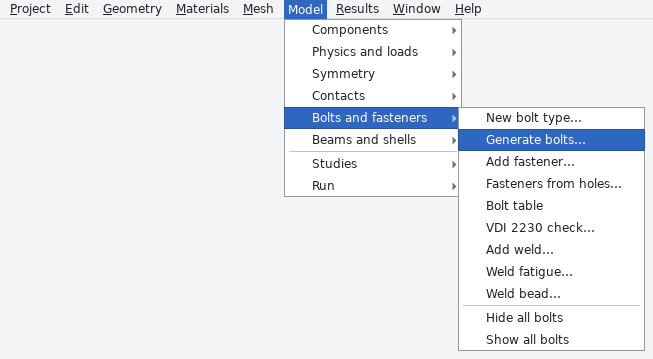 Project Edit Geometry Materials Mesh Model Results Window Help
Components
Physics and loads
Symmetry
Contacts
Bolts and fasteners
Beams and shells
Studies
Run
New bolt type...
Generate bolts...
Add fastener...
Fasteners from holes...
Bolt table
VDI 2230 check...
Add weld...
Weld fatigue...
Weld bead...
Hide all bolts
Show all bolts